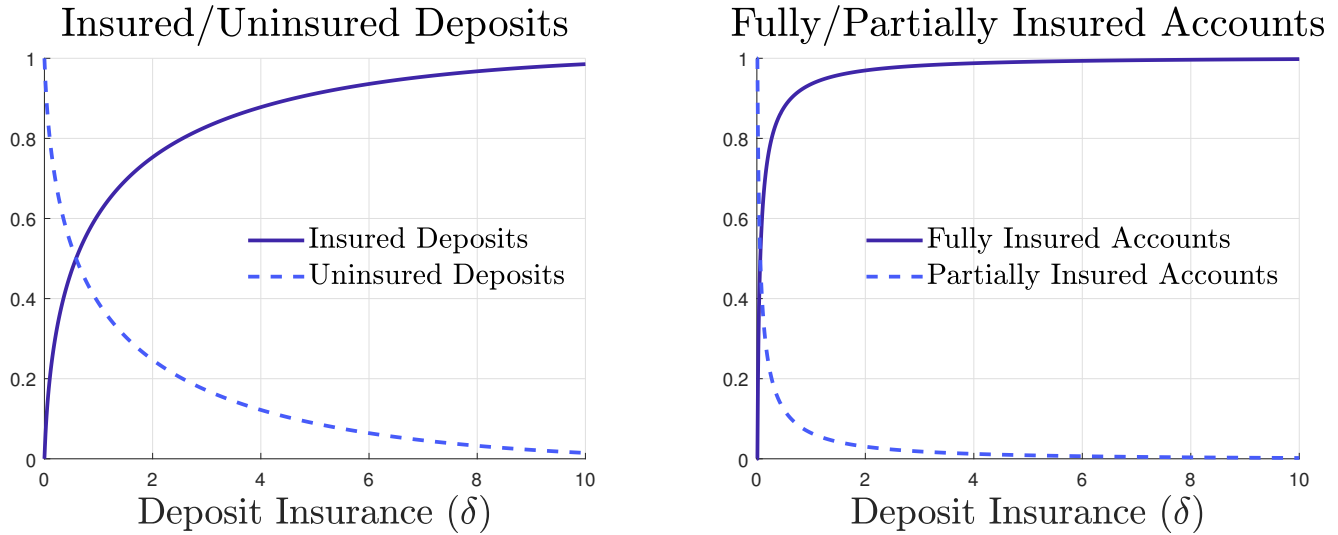 Insured/Uninsured Deposits
1
0.8
0.6
0.4
0.2
0
Insured Deposits
Uninsured Deposits
0 2 4 6 8 10
Deposit Insurance (δ)
Fully/Partially Insured Accounts
1
0.8
0.6
0.4
0.2
0
Fully Insured Accounts
Partially Insured Accounts
0 2 4 6 8 10
Deposit Insurance (δ)